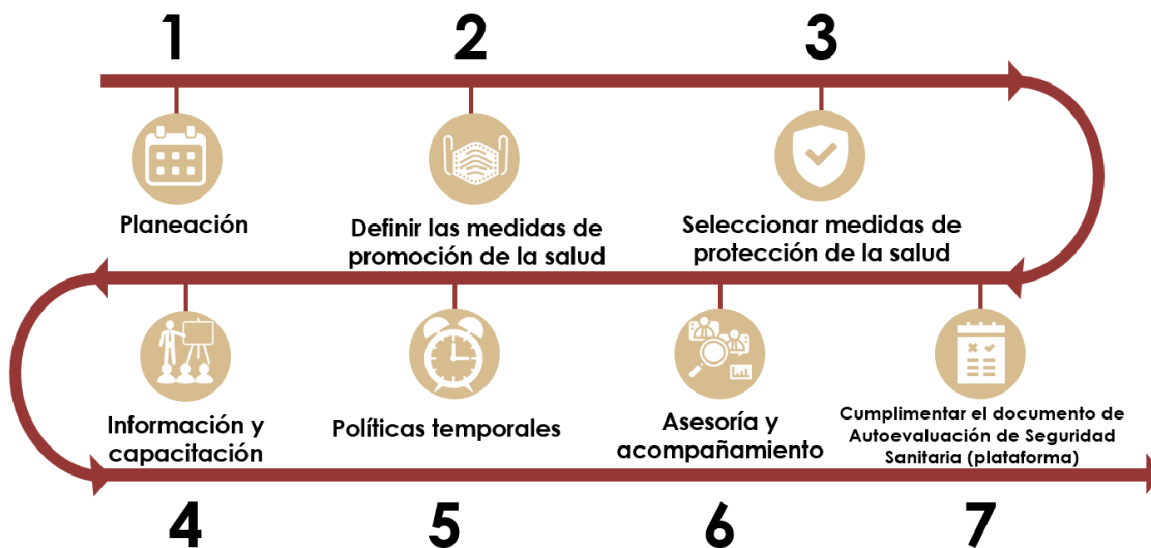 1
2
3
Planeación
Definir las medidas de
promoción de la salud
Seleccionar medidas de
protección de la salud
Información y
capacitación
Políticas temporales
Asesoría y
acompañamiento
Cumplimentar el documento de
Autoevaluación de Seguridad
Sanitaria (plataforma)
4
5
6
7